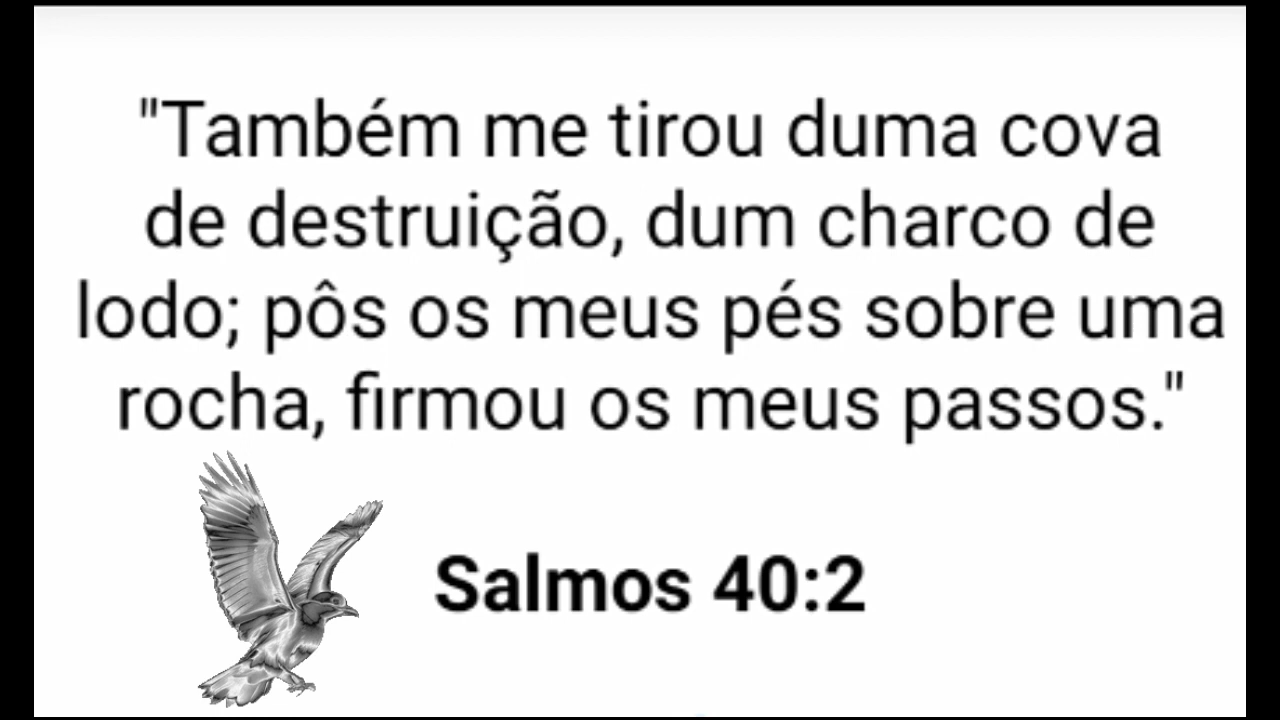 "Também me tirou duma cova
de destruição, dum charco de
lodo; pôs os meus pés sobre uma
rocha, firmou os meus passos."
Salmos 40:2